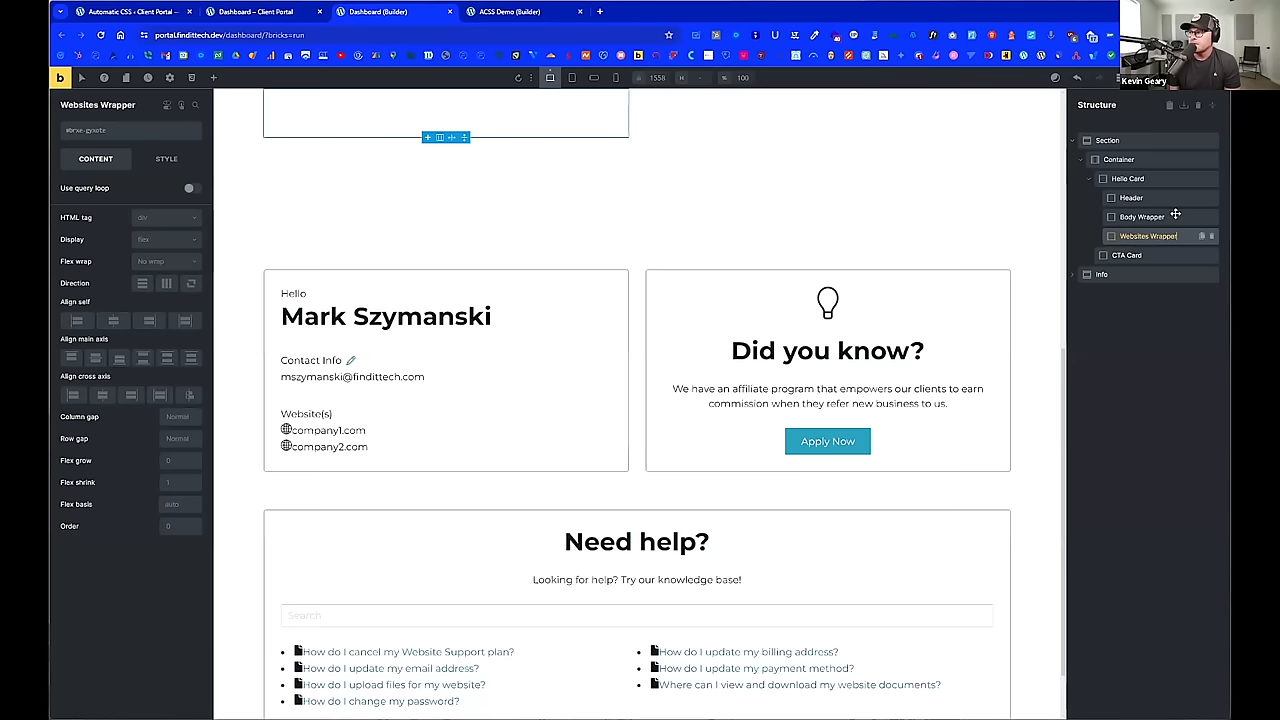 Automatic CSS ‹ Client Portal
Dashboard – Client Portal
Dashboard (Builder)
ACSS Demo (Builder)
portal.findittech.dev/dashboard/?bricks=run
Kevin Geary
b
1558
H
-
%
100
Websites Wrapper
#brxe-gyxote
CONTENT
STYLE
Use query loop
HTML tag
div
Display
flex
Flex wrap
No wrap
Direction
Align self
Align main axis
Align cross axis
Column gap
Normal
Row gap
Normal
Flex grow
0
Flex shrink
1
Flex basis
auto
Order
0
Hello
Mark Szymanski
Contact Info
mszymanski@findittech.com
Website(s)
company1.com
company2.com
Did you know?
We have an affiliate program that empowers our clients to earn
commission when they refer new business to us.
Apply Now
Need help?
Looking for help? Try our knowledge base!
Search
How do I cancel my Website Support plan?
How do I update my email address?
How do I upload files for my website?
How do I change my password?
How do I update my billing address?
How do I update my payment method?
Where can I view and download my website documents?
Structure
Section
Container
Hello Card
Header
Body Wrapper
Websites Wrapper
CTA Card
Info